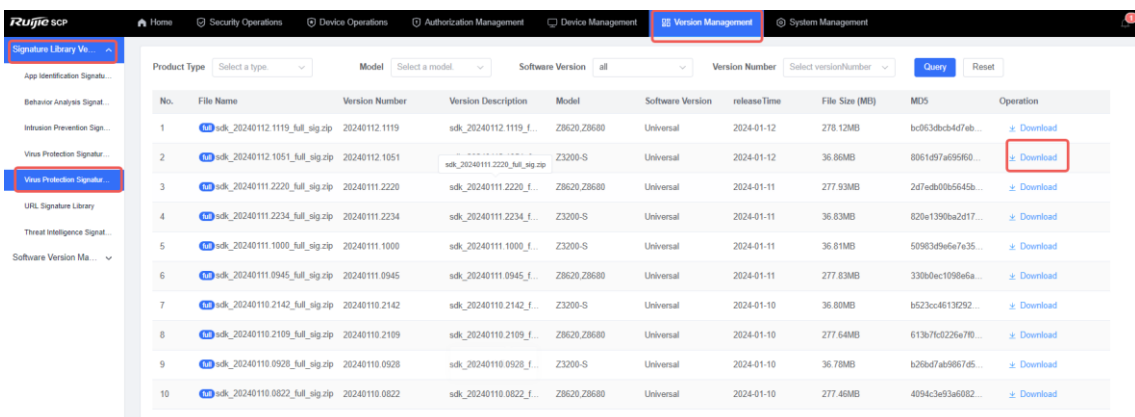 Ruijie SCP Home Security Operations Device Operations Authorization Management Device Management Version Management System Management 1
Signature Library Ve...
App Identification Signatu...
Behavior Analysis Signat...
Intrusion Prevention Sign...
Virus Protection Signatur...
Virus Protection Signatur...
URL Signature Library
Threat Intelligence Signat...
Software Version Ma...
Product Type Select a type. Model Select a model. Software Version all Version Number Select versionNumber Query Reset
No. File Name Version Number Version Description Model Software Version releaseTime File Size (MB) MD5 Operation
1 full sdk_20240112.1119_full_sig.zip 20240112.1119 sdk_20240112.1119_f... Z8620,Z8680 Universal 2024-01-12 278.12MB bc063dbcb4d7eb... Download
2 full sdk_20240112.1051_full_sig.zip 20240112.1051 Z3200-S Universal 2024-01-12 36.86MB 8061d97a695f60... Download
sdk_20240111.2220_full_sig.zip
3 full sdk_20240111.2220_full_sig.zip 20240111.2220 sdk_20240111.2220_f... Z8620,Z8680 Universal 2024-01-11 277.93MB 2d7edb00b5645b... Download
4 full sdk_20240111.2234_full_sig.zip 20240111.2234 sdk_20240111.2234_f... Z3200-S Universal 2024-01-11 36.83MB 820e1390ba2d17... Download
5 full sdk_20240111.1000_full_sig.zip 20240111.1000 sdk_20240111.1000_f... Z3200-S Universal 2024-01-11 36.81MB 50983d9e6e7e35... Download
6 full sdk_20240111.0945_full_sig.zip 20240111.0945 sdk_20240111.0945_f... Z8620,Z8680 Universal 2024-01-11 277.83MB 330b0ec1098e6a... Download
7 full sdk_20240110.2142_full_sig.zip 20240110.2142 sdk_20240110.2142_f... Z3200-S Universal 2024-01-10 36.80MB b523cc4613f292... Download
8 full sdk_20240110.2109_full_sig.zip 20240110.2109 sdk_20240110.2109_f... Z8620,Z8680 Universal 2024-01-10 277.64MB 613b7fc0226e7f0... Download
9 full sdk_20240110.0928_full_sig.zip 20240110.0928 sdk_20240110.0928_f... Z3200-S Universal 2024-01-10 36.78MB b26bd7ab9867d5... Download
10 full sdk_20240110.0822_full_sig.zip 20240110.0822 sdk_20240110.0822_f... Z8620,Z8680 Universal 2024-01-10 277.46MB 4094c3e93a6082... Download